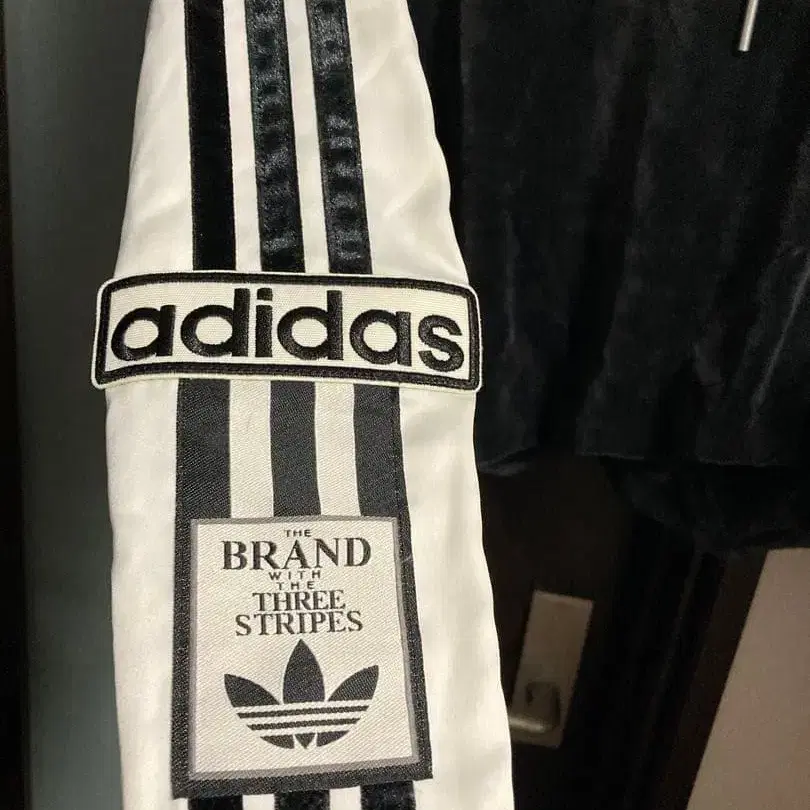 adidas
THE
BRAND
WITH
THE
THREE
STRIPES